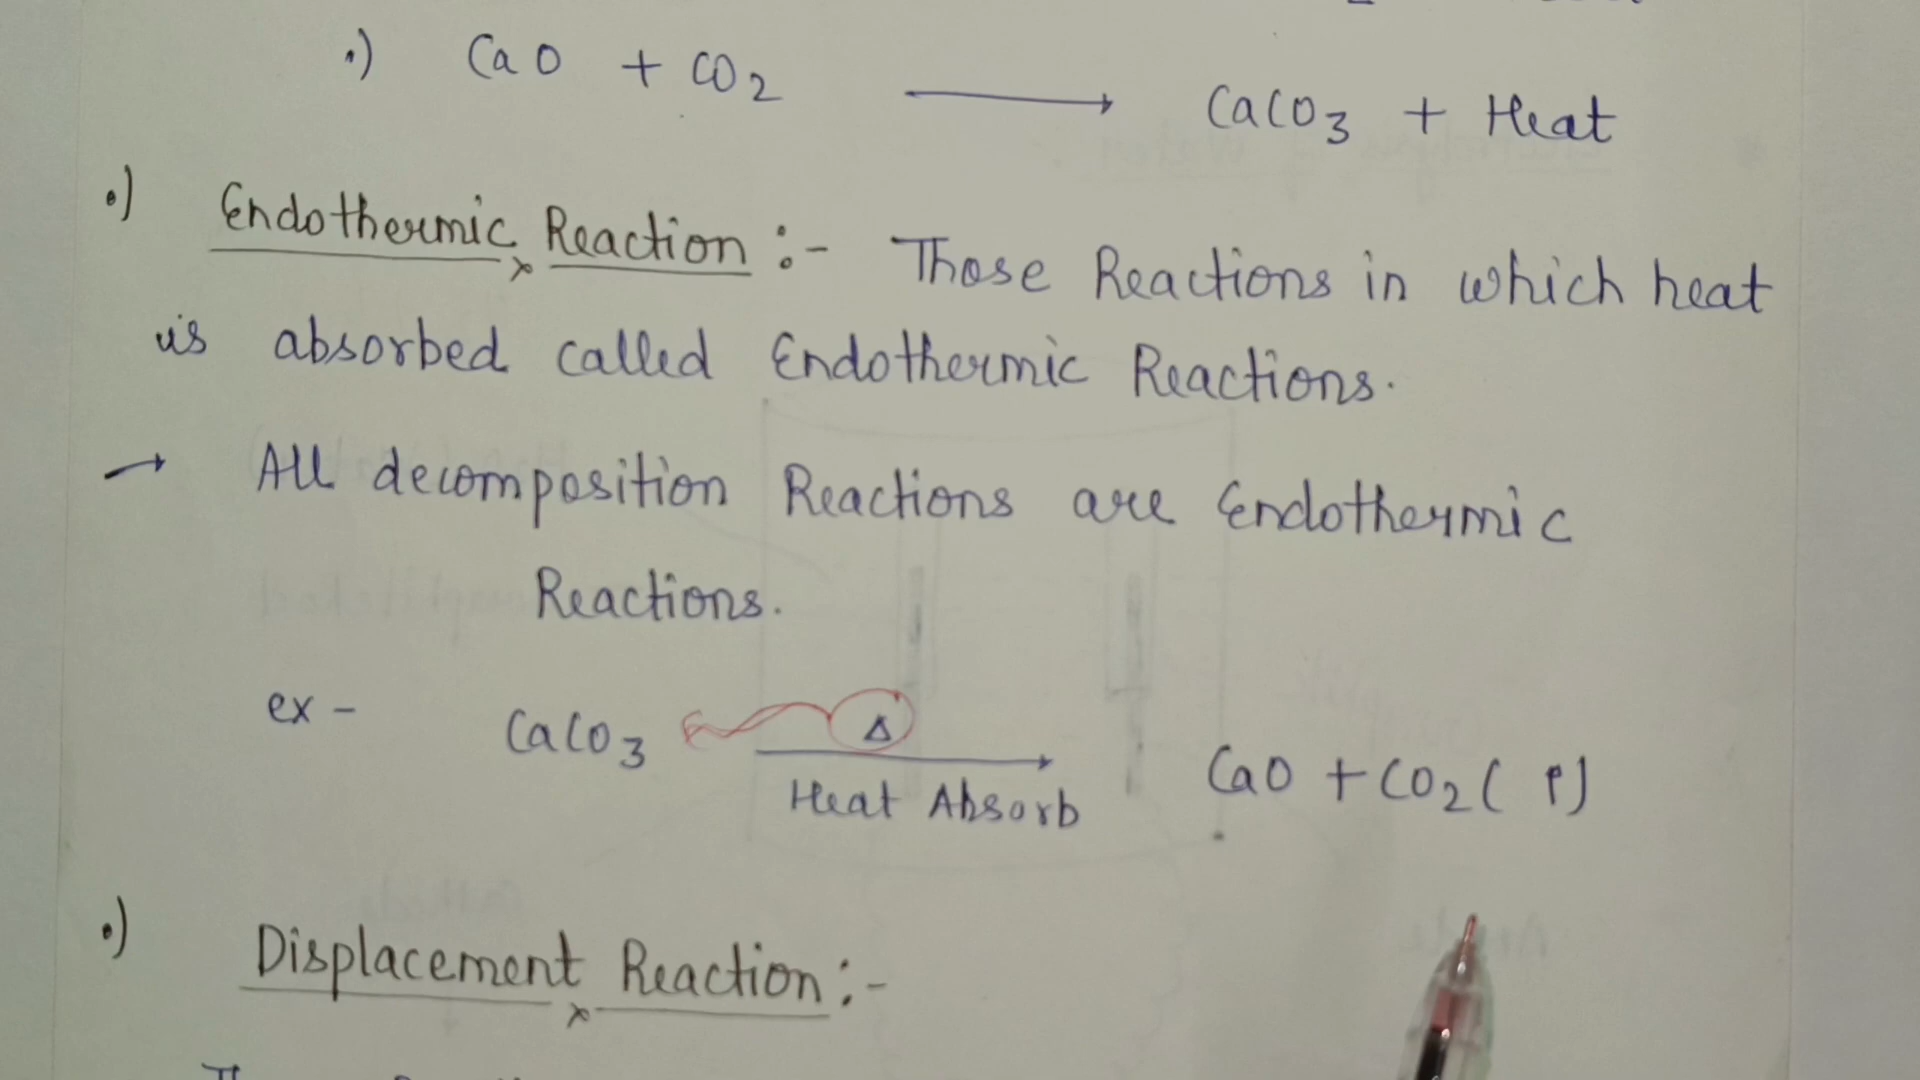 •) CaO + CO2 ⟶ CaCO3 + Heat
•) Endothermic Reaction :- Those Reactions in which heat
is absorbed called Endothermic Reactions.
→ All decomposition Reactions are Endothermic
Reactions.
ex - CaCO3 Δ ⟶ CaO + CO2 (↑)
Heat Absorb
•) Displacement Reaction :-